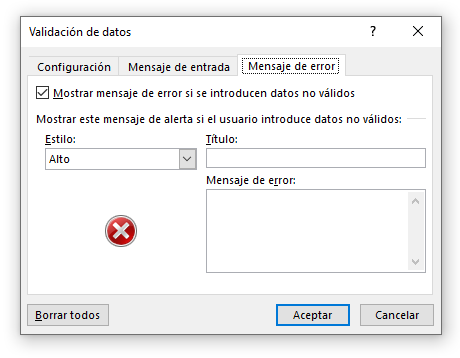 Validación de datos
?
Configuración
Mensaje de entrada
Mensaje de error
Mostrar mensaje de error si se introducen datos no válidos
Mostrar este mensaje de alerta si el usuario introduce datos no válidos:
Estilo:
Título:
Alto
Mensaje de error:
Borrar todos
Aceptar
Cancelar